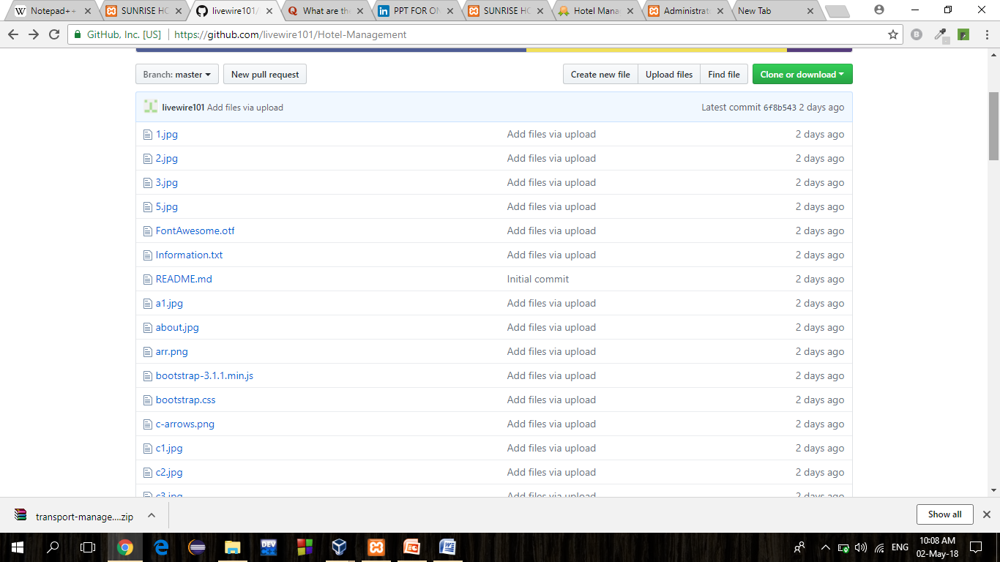 Notepad++
SUNRISE HO
livewire101/
What are the
PPT FOR ON
SUNRISE HO
Hotel Mana
Administrat
New Tab
GitHub, Inc. [US]
https://github.com/livewire101/Hotel-Management
Branch: master
New pull request
Create new file
Upload files
Find file
Clone or download
livewire101 Add files via upload
Latest commit 6f8b543 2 days ago
1.jpg Add files via upload 2 days ago
2.jpg Add files via upload 2 days ago
3.jpg Add files via upload 2 days ago
5.jpg Add files via upload 2 days ago
FontAwesome.otf Add files via upload 2 days ago
Information.txt Add files via upload 2 days ago
README.md Initial commit 2 days ago
a1.jpg Add files via upload 2 days ago
about.jpg Add files via upload 2 days ago
arr.png Add files via upload 2 days ago
bootstrap-3.1.1.min.js Add files via upload 2 days ago
bootstrap.css Add files via upload 2 days ago
c-arrows.png Add files via upload 2 days ago
c1.jpg Add files via upload 2 days ago
c2.jpg Add files via upload 2 days ago
c3.jpg Add files via upload 2 days ago
transport-manage....zip
Show all
DEV
ENG
10:08 AM
02-May-18